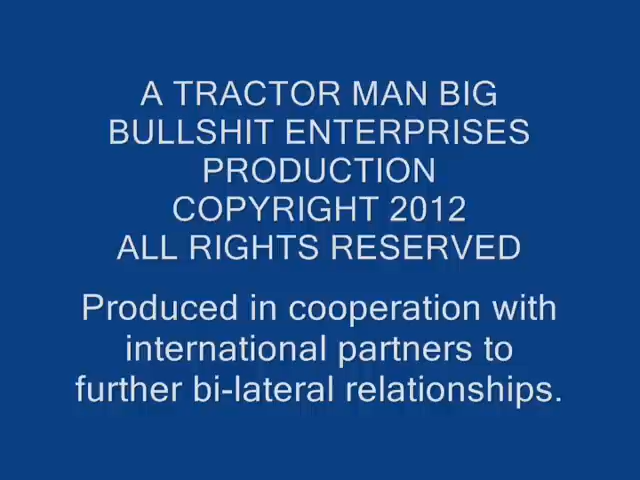 A TRACTOR MAN BIG
BULLSHIT ENTERPRISES
PRODUCTION
COPYRIGHT 2012
ALL RIGHTS RESERVED
Produced in cooperation with
international partners to
further bi-lateral relationships.